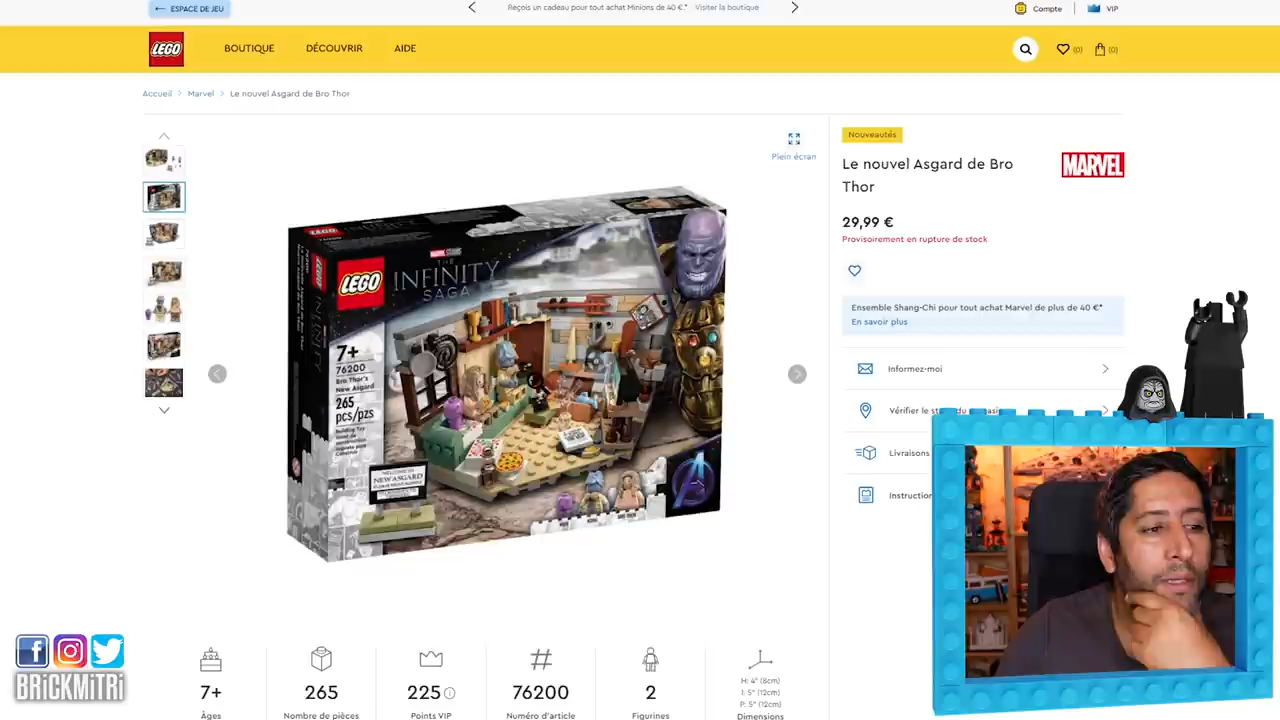 ESPACE DE JEU
Reçois un cadeau pour tout achat Minions de 40 €.* Visiter la boutique
Compte
VIP
LEGO
BOUTIQUE
DÉCOUVRIR
AIDE
(0)
(0)
Accueil > Marvel > Le nouvel Asgard de Bro Thor
Plein écran
Nouveautés
Le nouvel Asgard de Bro
Thor
MARVEL
29,99 €
Provisoirement en rupture de stock
Ensemble Shang-Chi pour tout achat Marvel de plus de 40 €*
En savoir plus
Informez-moi
Vérifier le st
Livraisons
Instruction
LEGO
MARVEL STUDIOS
THE
INFINITY
SAGA
7+
76200
Bro Thor's
New Asgard
265
pcs/pzs
WELCOME TO
NEW ASGARD
7+
Âges
265
Nombre de pièces
225
Points VIP
76200
Numéro d'article
2
Figurines
H: 4" (8cm)
l: 5" (12cm)
P: 5" (12cm)
Dimensions
BRiCKMiTRi